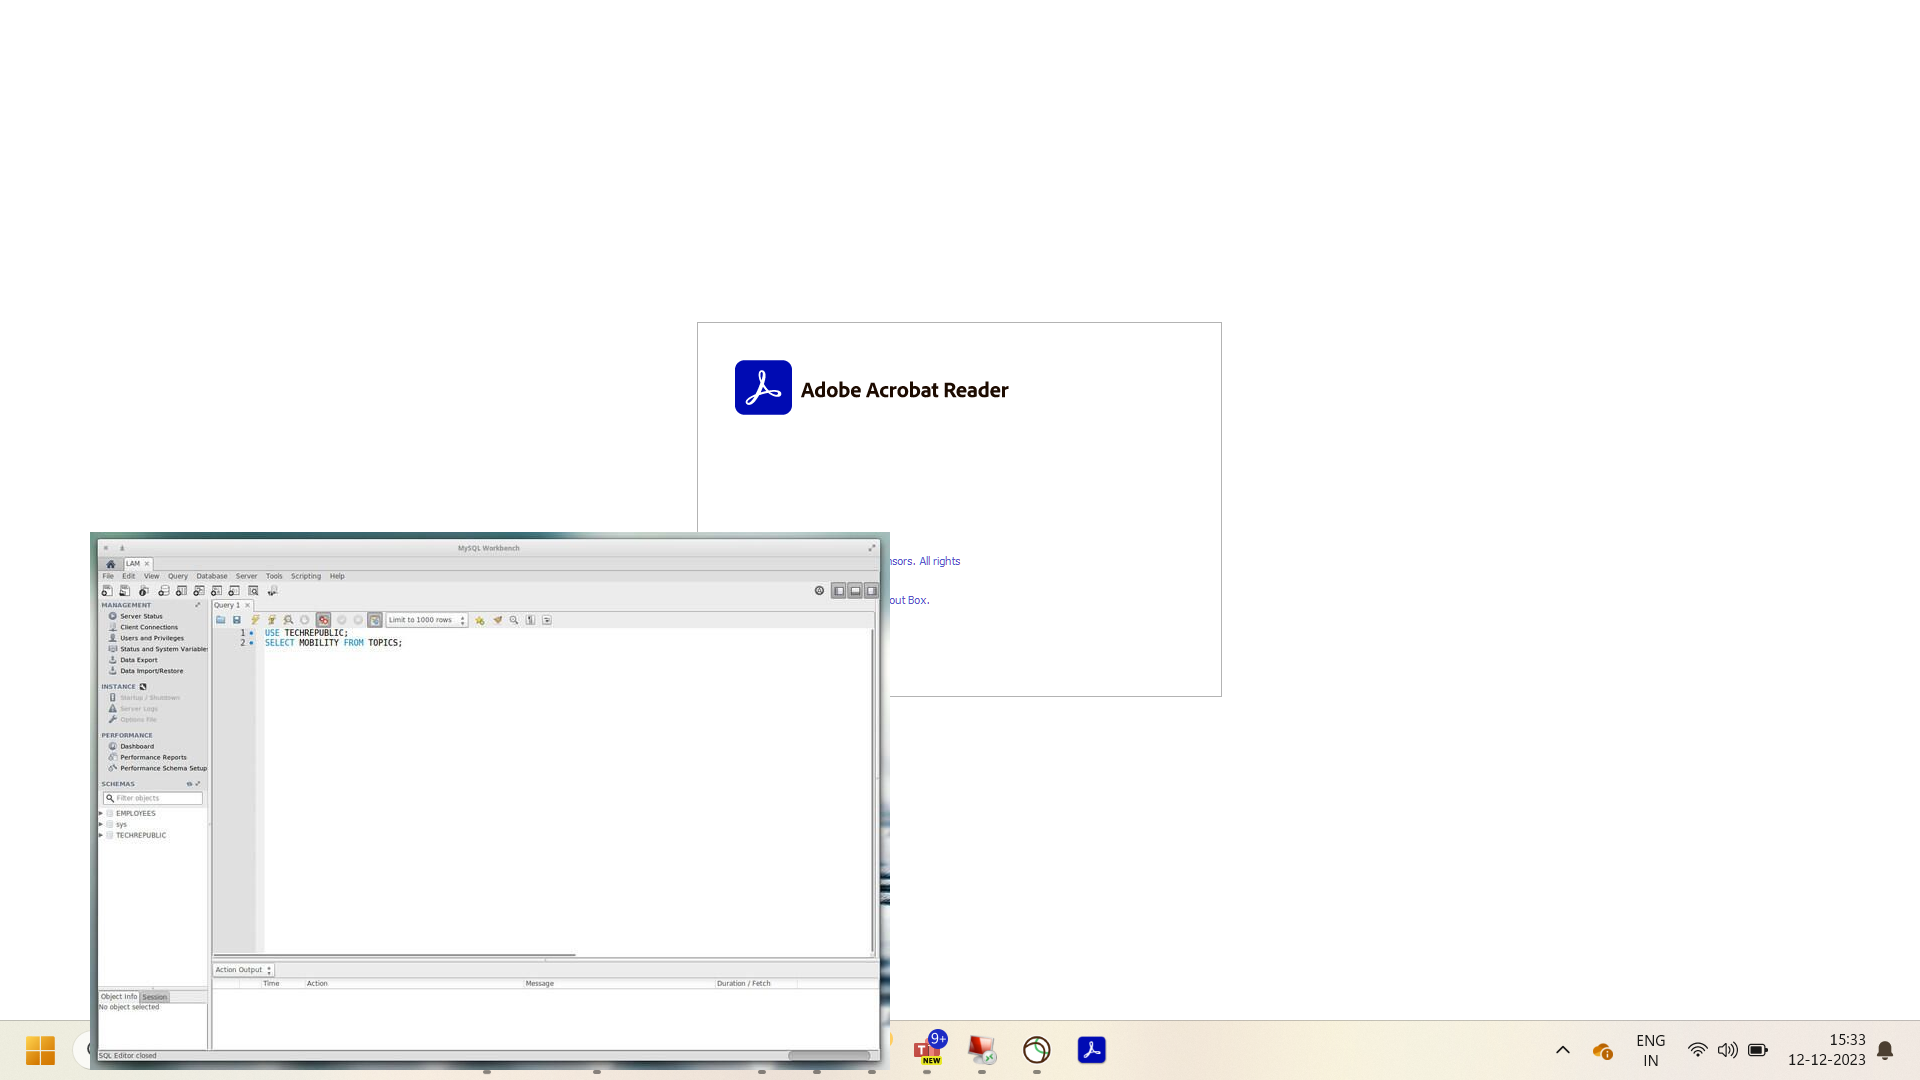 Adobe Acrobat Reader
nsors. All rights
out Box.
MySQL Workbench
LAM
File Edit View Query Database Server Tools Scripting Help
MANAGEMENT
Server Status
Client Connections
Users and Privileges
Status and System Variables
Data Export
Data Import/Restore
INSTANCE
Startup / Shutdown
Server Logs
Options File
PERFORMANCE
Dashboard
Performance Reports
Performance Schema Setup
SCHEMAS
Filter objects
EMPLOYEES
sys
TECHREPUBLIC
Object Info Session
No object selected
Query 1
Limit to 1000 rows
1 USE TECHREPUBLIC;
2 SELECT MOBILITY FROM TOPICS;
Action Output
Time Action Message Duration / Fetch
SQL Editor closed
9+
T
NEW
ENG
IN
15:33
12-12-2023